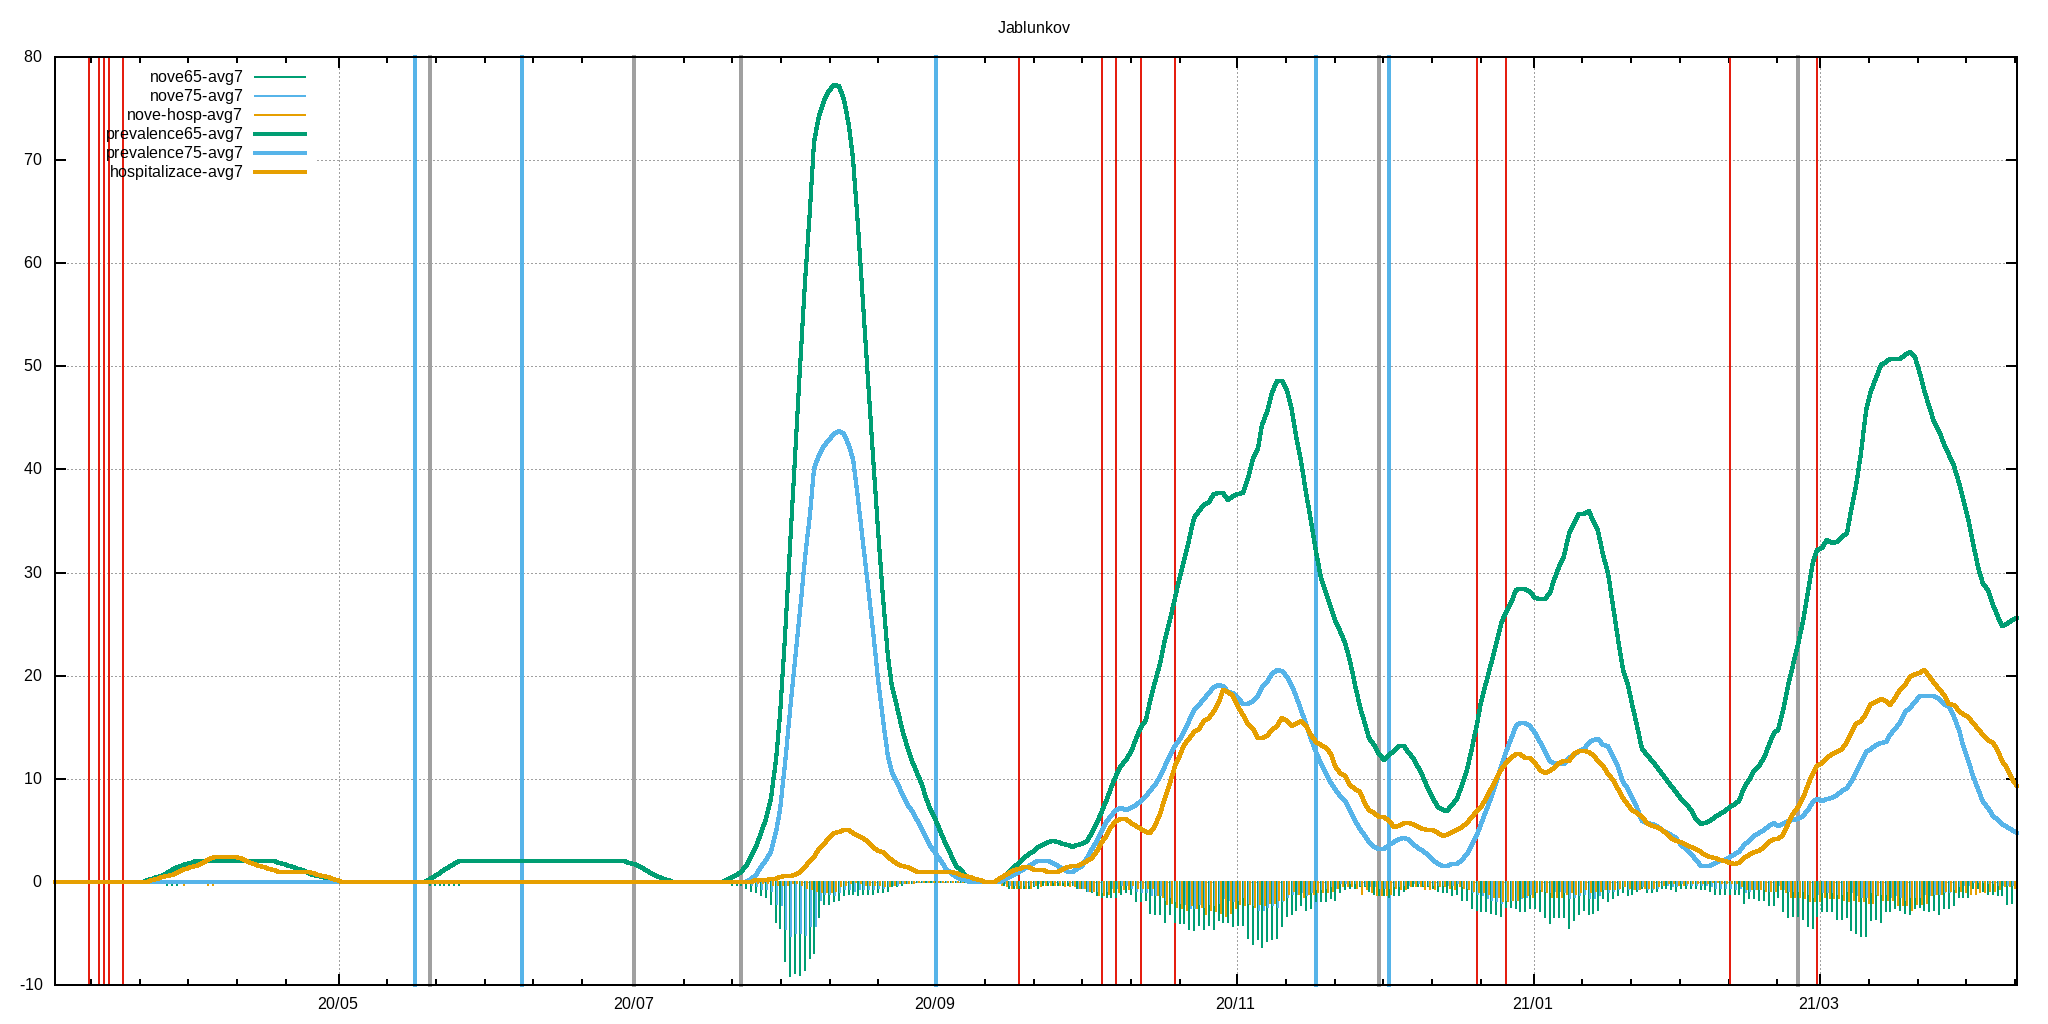 Jablunkov
80
70
60
50
40
30
20
10
0
-10
nove65-avg7
nove75-avg7
nove-hosp-avg7
prevalence65-avg7
prevalence75-avg7
hospitalizace-avg7
20/05 20/07 20/09 20/11 21/01 21/03